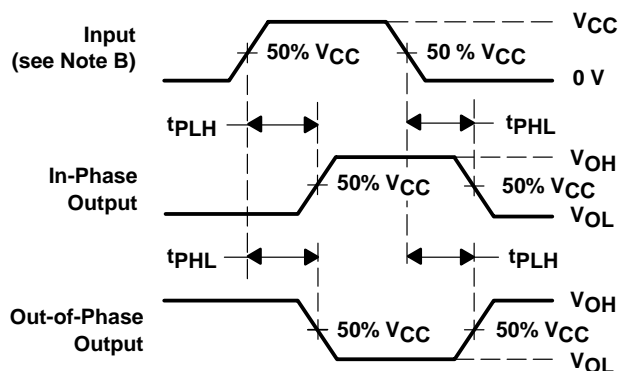 Input
(see Note B)
50% VCC
50 % VCC
VCC
0 V
tPLH
tPHL
In-Phase
Output
50% VCC
50% VCC
VOH
VOL
tPHL
tPLH
Out-of-Phase
Output
50% VCC
50% VCC
VOH
VOL